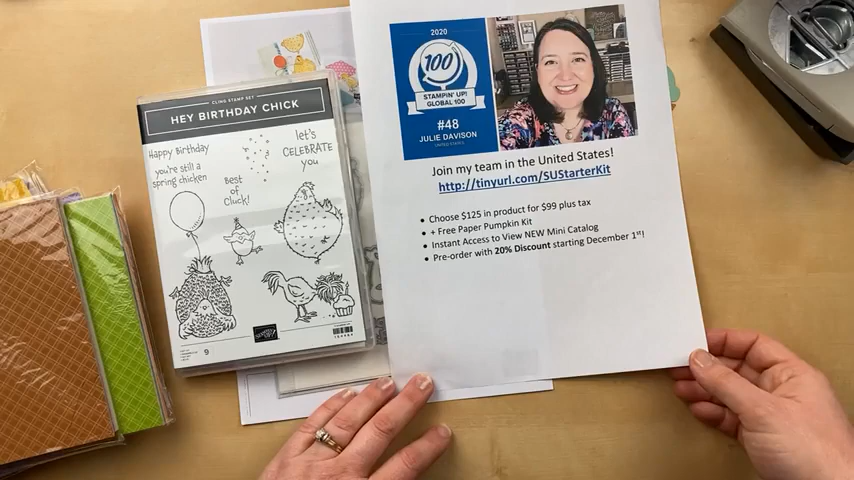 CLING STAMP SET
HEY BIRTHDAY CHICK
Happy Birthday
you're still a
spring chicken
Best
of
Cluck!
let's
CELEBRATE
you
9
2020
100
STAMPIN' UP!
GLOBAL 100
#48
JULIE DAVISON
UNITED STATES
Join my team in the United States!
http://tinyurl.com/SUStarterKit
• Choose $125 in product for $99 plus tax
• + Free Paper Pumpkin Kit
• Instant Access to View NEW Mini Catalog
• Pre-order with 20% Discount starting December 1st!